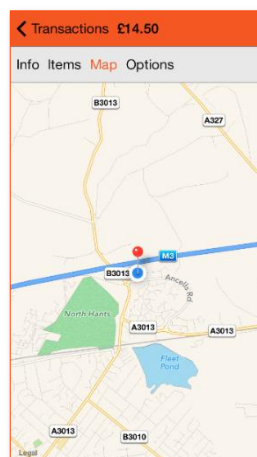 Transactions £14.50
Info Items Map Options
B3013
A327
M3
B3013
Ancells Rd.
North Hants
A3013
A3013
Fleet
Pond
A3013
B3010
Legal